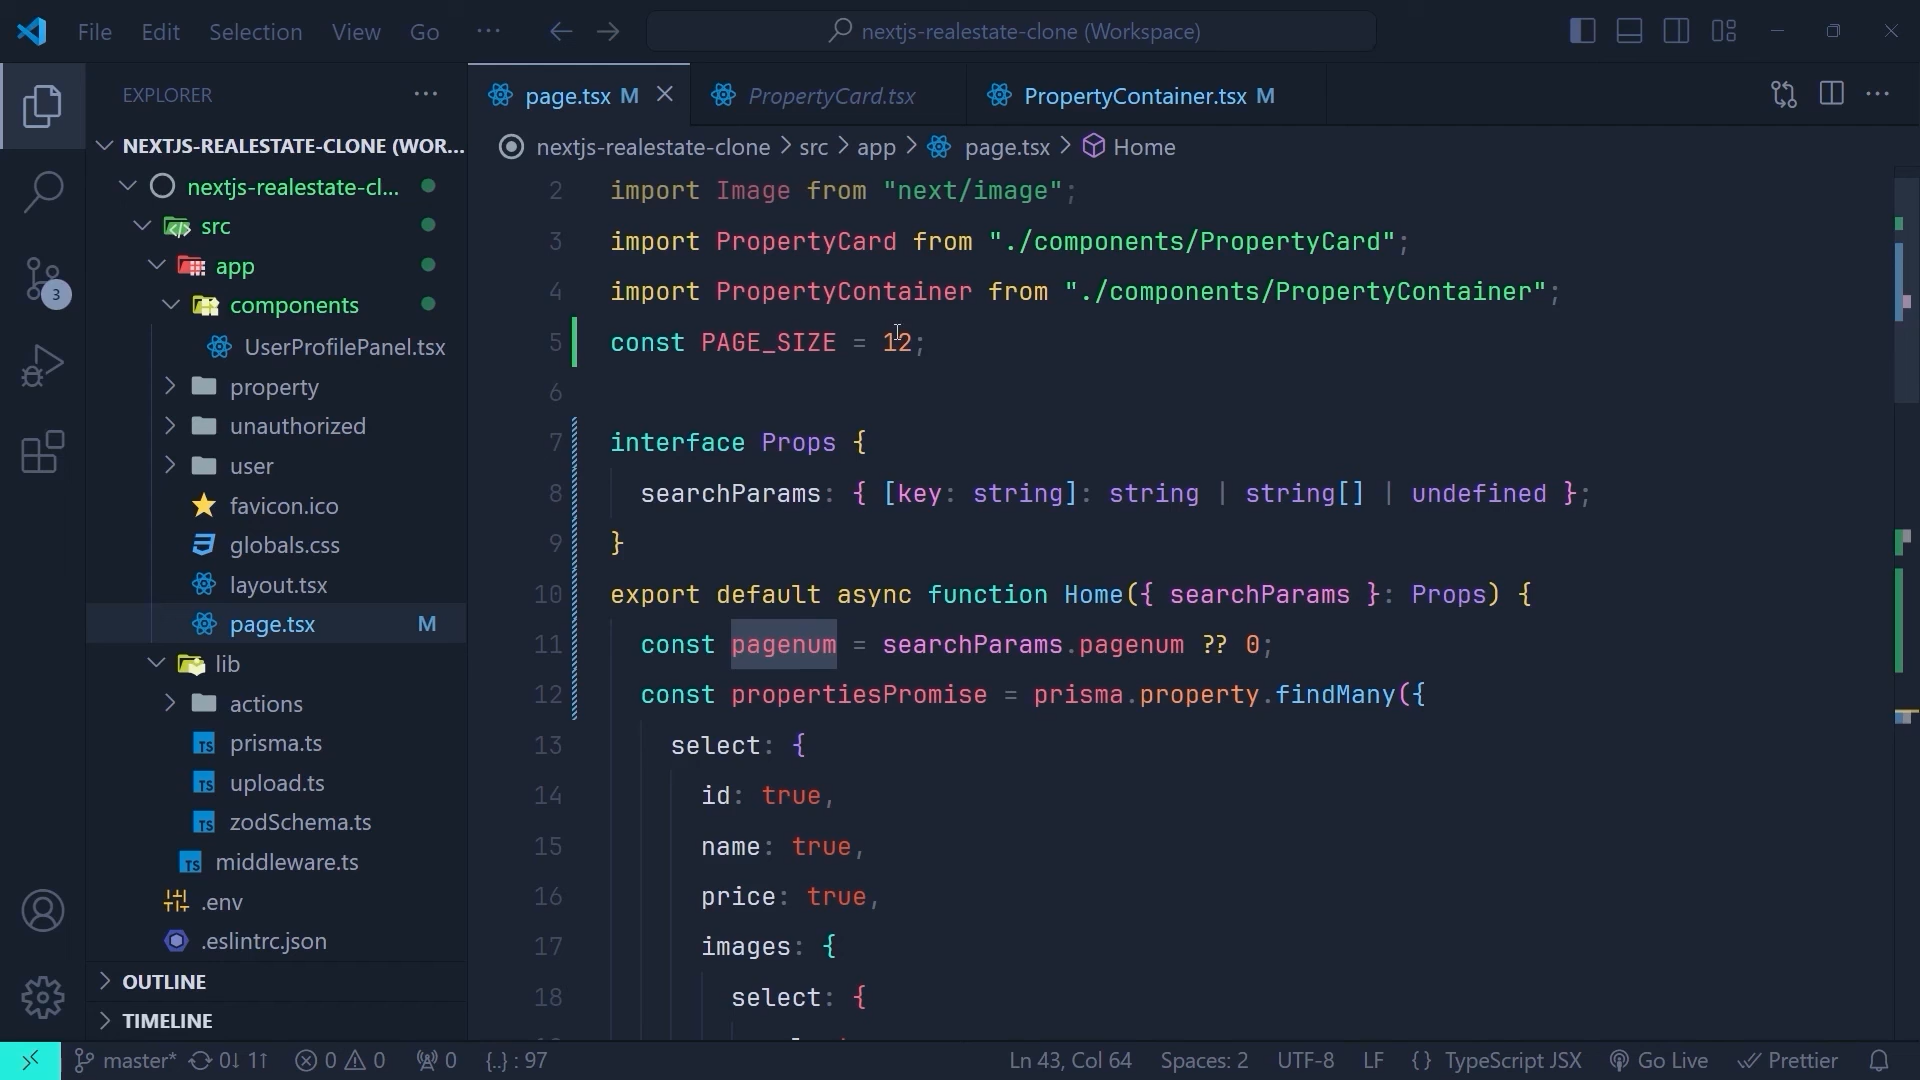 File Edit Selection View Go ··· nextjs-realestate-clone (Workspace)
EXPLORER ···
NEXTJS-REALESTATE-CLONE (WOR...
nextjs-realestate-cl...
src
app
components
UserProfilePanel.tsx
property
unauthorized
user
favicon.ico
globals.css
layout.tsx
page.tsx M
lib
actions
prisma.ts
upload.ts
zodSchema.ts
middleware.ts
.env
.eslintrc.json
OUTLINE
TIMELINE
3
page.tsx M PropertyCard.tsx PropertyContainer.tsx M
nextjs-realestate-clone > src > app > page.tsx > Home
2 import Image from "next/image";
3 import PropertyCard from "./components/PropertyCard";
4 import PropertyContainer from "./components/PropertyContainer";
5 const PAGE_SIZE = 12;
6
7 interface Props {
8 searchParams: { [key: string]: string | string[] | undefined };
9 }
10 export default async function Home({ searchParams }: Props) {
11 const pagenum = searchParams.pagenum ?? 0;
12 const propertiesPromise = prisma.property.findMany({
13 select: {
14 id: true,
15 name: true,
16 price: true,
17 images: {
18 select: {
master* 0↓ 1↑ 0 0 0 {..} : 97 Ln 43, Col 64 Spaces: 2 UTF-8 LF {} TypeScript JSX Go Live Prettier